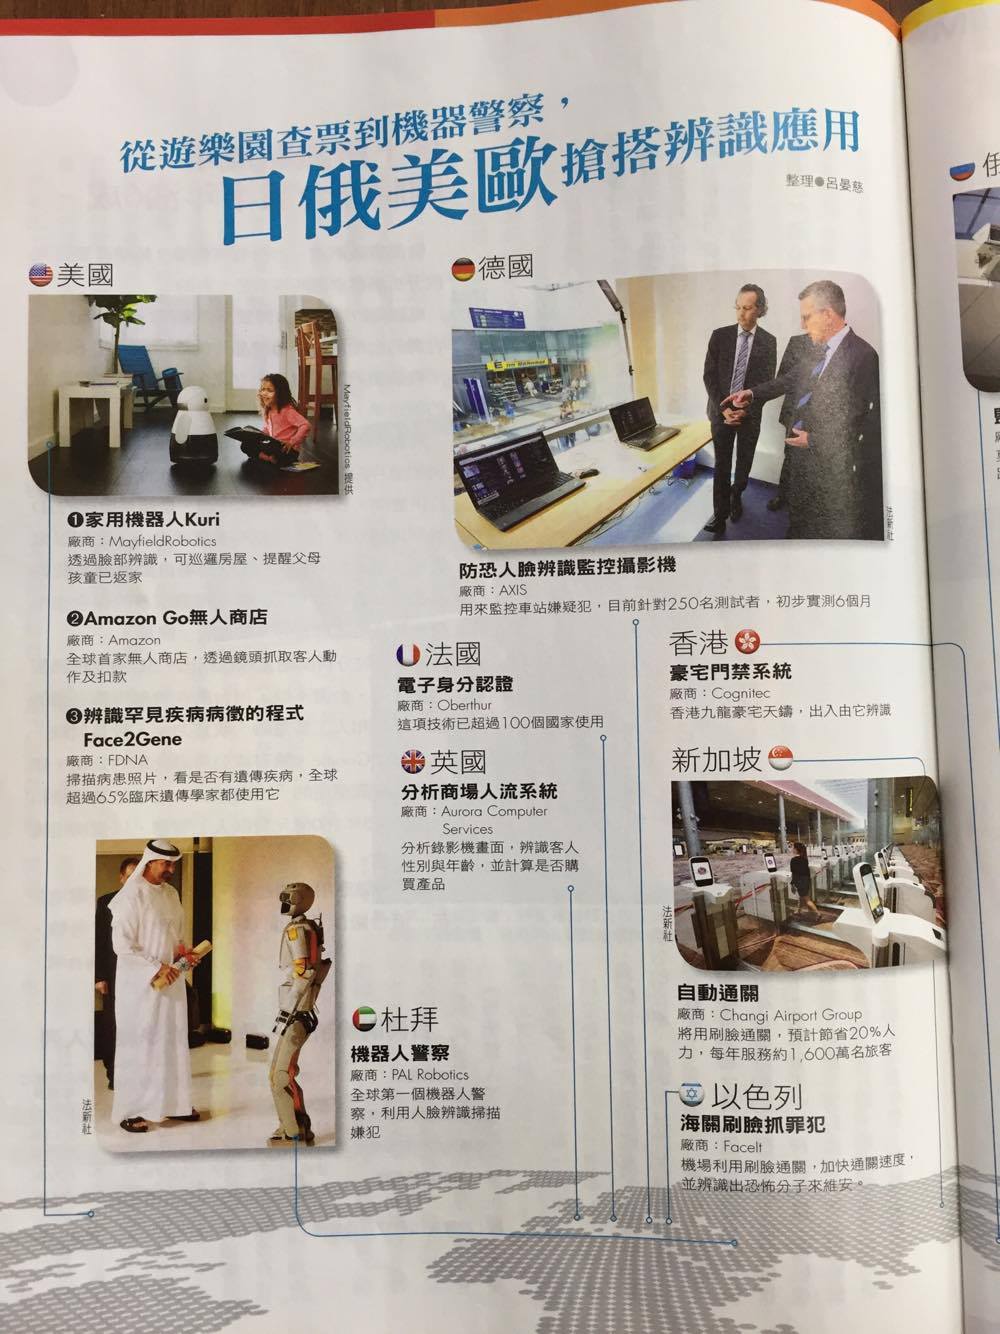 從遊樂園查票到機器警察，
日俄美歐搶搭辨識應用
整理●呂晏慈
美國
MayfieldRobotics 提供
❶家用機器人Kuri
廠商：MayfieldRobotics
透過臉部辨識，可巡邏房屋、提醒父母
孩童已返家
❷Amazon Go無人商店
廠商：Amazon
全球首家無人商店，透過鏡頭抓取客人動
作及扣款
❸辨識罕見疾病病徵的程式
Face2Gene
廠商：FDNA
掃描病患照片，看是否有遺傳疾病，全球
超過65%臨床遺傳學家都使用它
德國
法新社
防恐人臉辨識監控攝影機
廠商：AXIS
用來監控車站嫌疑犯，目前針對250名測試者，初步實測6個月
法國
電子身分認證
廠商：Oberthur
這項技術已超過100個國家使用
英國
分析商場人流系統
廠商：Aurora Computer
Services
分析錄影機畫面，辨識客人
性別與年齡，並計算是否購
買產品
香港
豪宅門禁系統
廠商：Cognitec
香港九龍豪宅天鑄，出入由它辨識
新加坡
法新社
自動通關
廠商：Changi Airport Group
將用刷臉通關，預計節省20%人
力，每年服務約1,600萬名旅客
法新社
杜拜
機器人警察
廠商：PAL Robotics
全球第一個機器人警
察，利用人臉辨識掃描
嫌犯
以色列
海關刷臉抓罪犯
廠商：FaceIt
機場利用刷臉通關，加快通關速度，
並辨識出恐怖分子來維安。